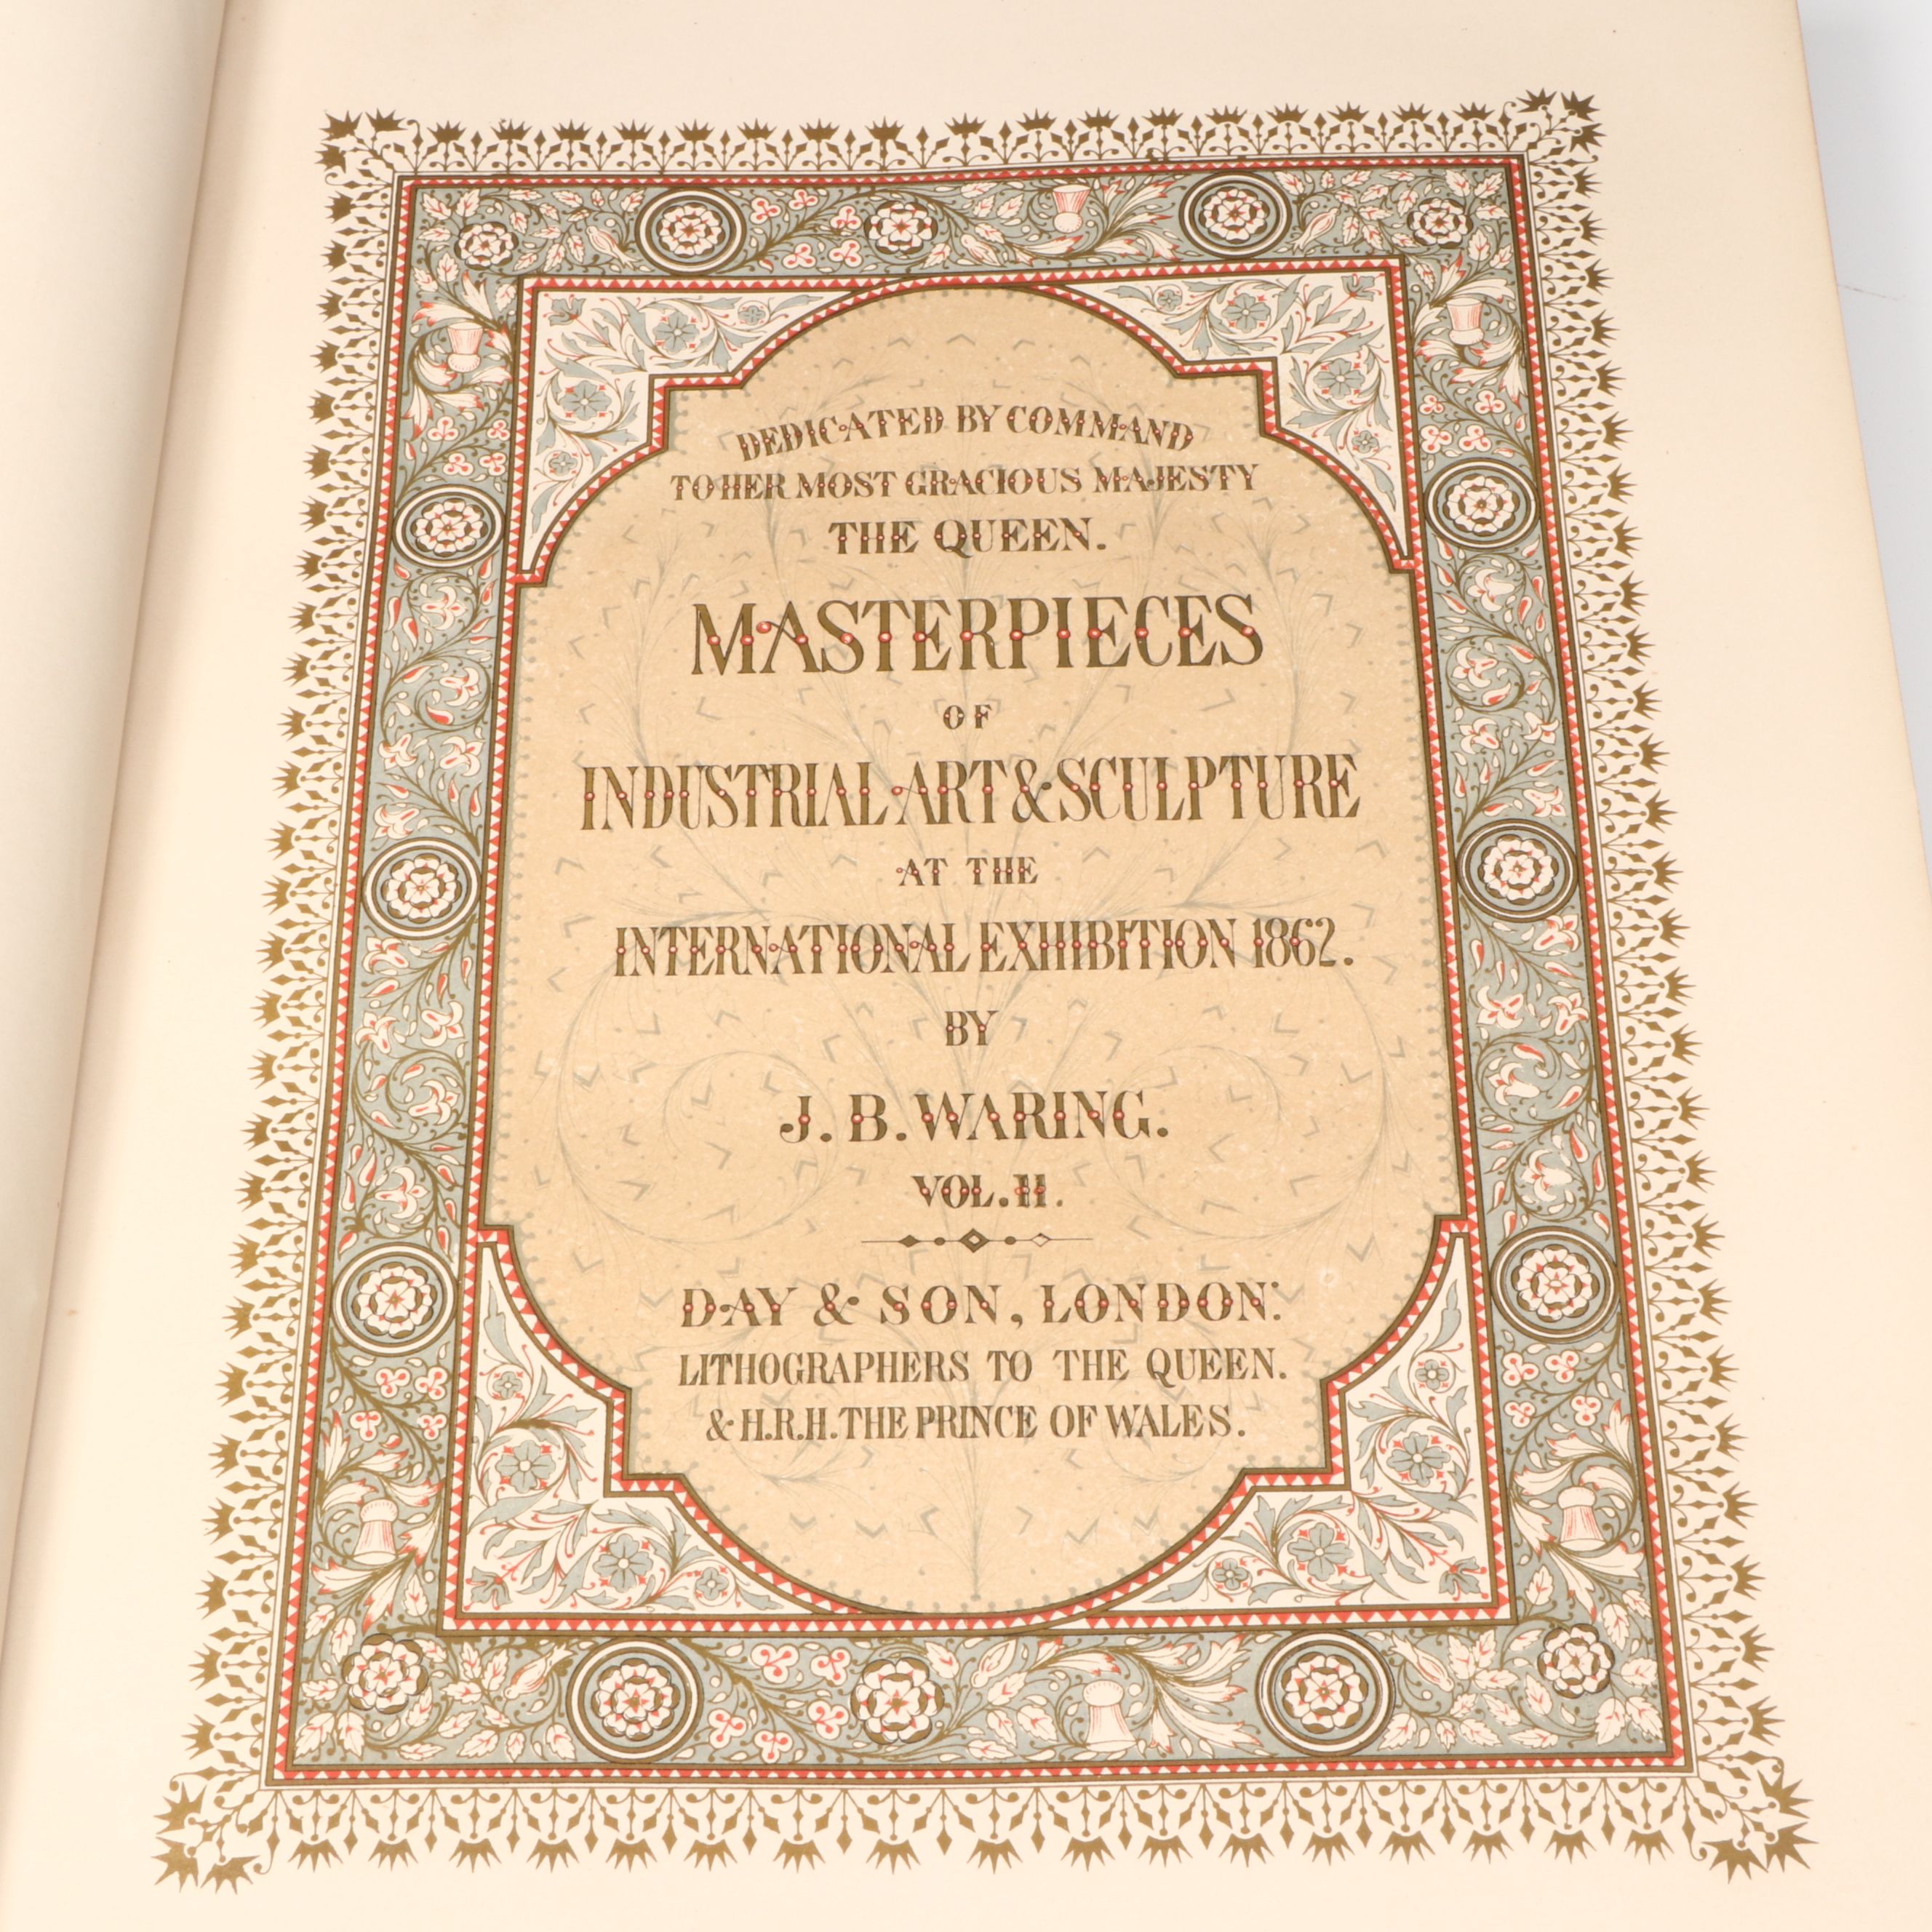 DEDICATED BY COMMAND
TO HER MOST GRACIOUS MAJESTY
THE QUEEN.
MASTERPIECES
OF
INDUSTRIAL ART & SCULPTURE
AT THE
INTERNATIONAL EXHIBITION 1862.
BY
J. B. WARING.
VOL. II.
DAY & SON, LONDON:
LITHOGRAPHERS TO THE QUEEN.
& H.R.H. THE PRINCE OF WALES.